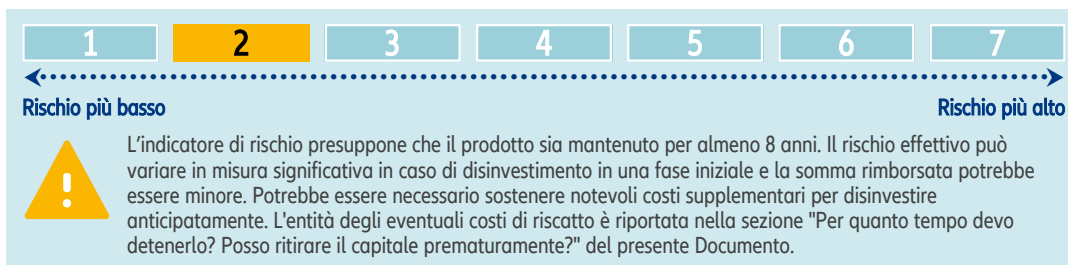 1 2 3 4 5 6 7
Rischio più basso Rischio più alto
L'indicatore di rischio presuppone che il prodotto sia mantenuto per almeno 8 anni. Il rischio effettivo può
variare in misura significativa in caso di disinvestimento in una fase iniziale e la somma rimborsata potrebbe
essere minore. Potrebbe essere necessario sostenere notevoli costi supplementari per disinvestire
anticipatamente. L'entità degli eventuali costi di riscatto è riportata nella sezione "Per quanto tempo devo
detenerlo? Posso ritirare il capitale prematuramente?" del presente Documento.